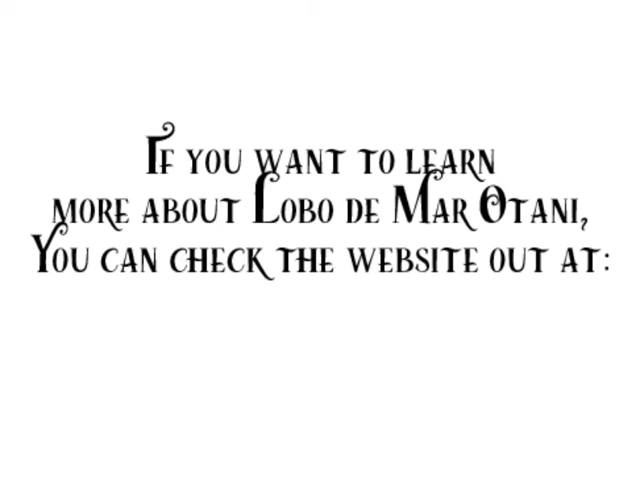 If you want to learn
more about Lobo de Mar Otani,
You can check the website out at: